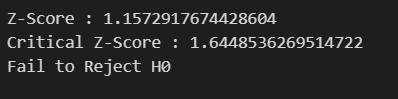 Z-Score : 1.1572917674428604
Critical Z-Score : 1.6448536269514722
Fail to Reject H0